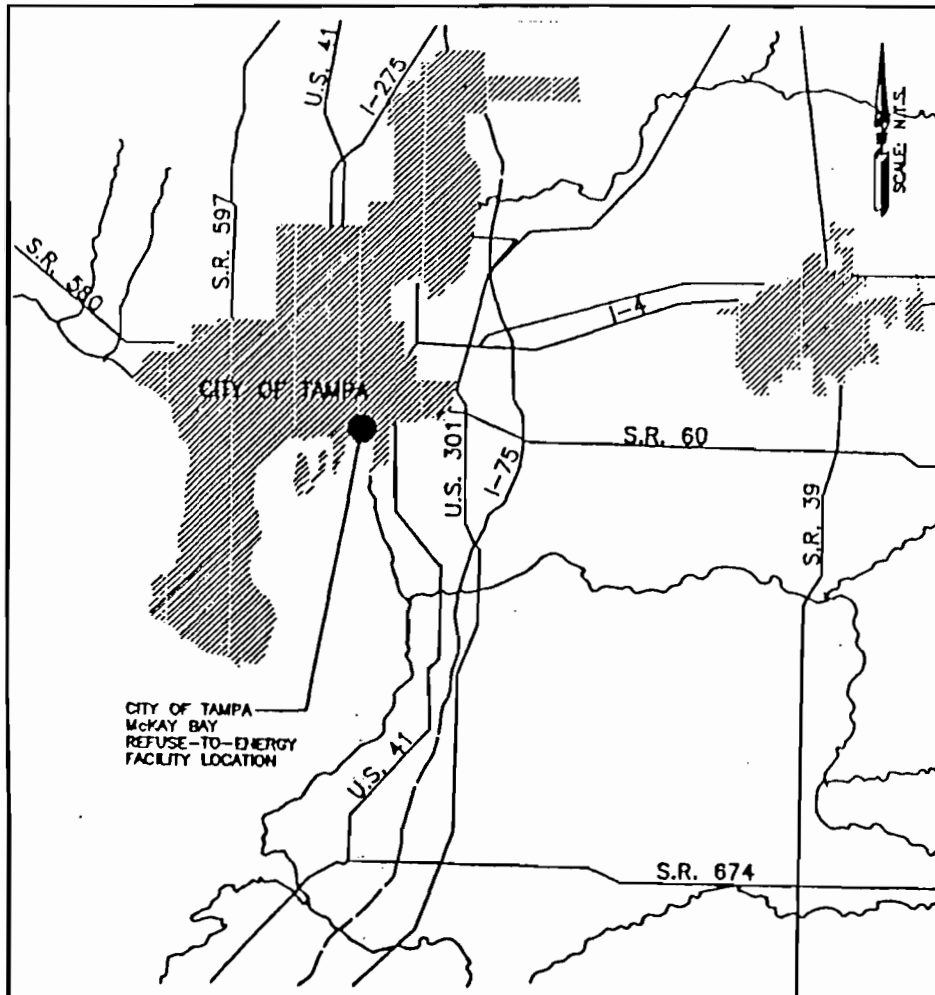 U.S. 41
I-275
SCALE: N.T.S.
S.R. 597
S.R. 580
I-4
CITY OF TAMPA
U.S. 301
S.R. 60
I-75
S.R. 39
CITY OF TAMPA
McKAY BAY
REFUSE-TO-ENERGY
FACILITY LOCATION
U.S. 41
S.R. 674